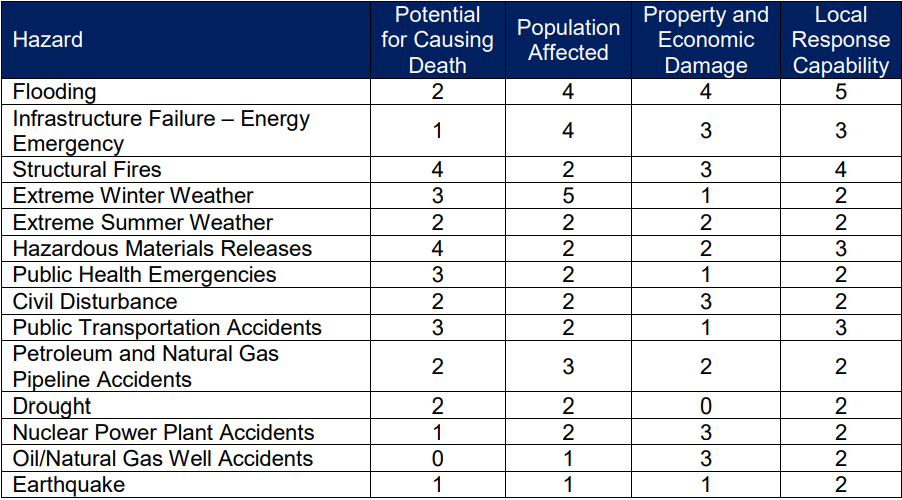 Hazard Potential for Causing Death Population Affected Property and Economic Damage Local Response Capability
Flooding 2 4 4 5
Infrastructure Failure – Energy Emergency 1 4 3 3
Structural Fires 4 2 3 4
Extreme Winter Weather 3 5 1 2
Extreme Summer Weather 2 2 2 2
Hazardous Materials Releases 4 2 2 3
Public Health Emergencies 3 2 1 2
Civil Disturbance 2 2 3 2
Public Transportation Accidents 3 2 1 3
Petroleum and Natural Gas Pipeline Accidents 2 3 2 2
Drought 2 2 0 2
Nuclear Power Plant Accidents 1 2 3 2
Oil/Natural Gas Well Accidents 0 1 3 2
Earthquake 1 1 1 2